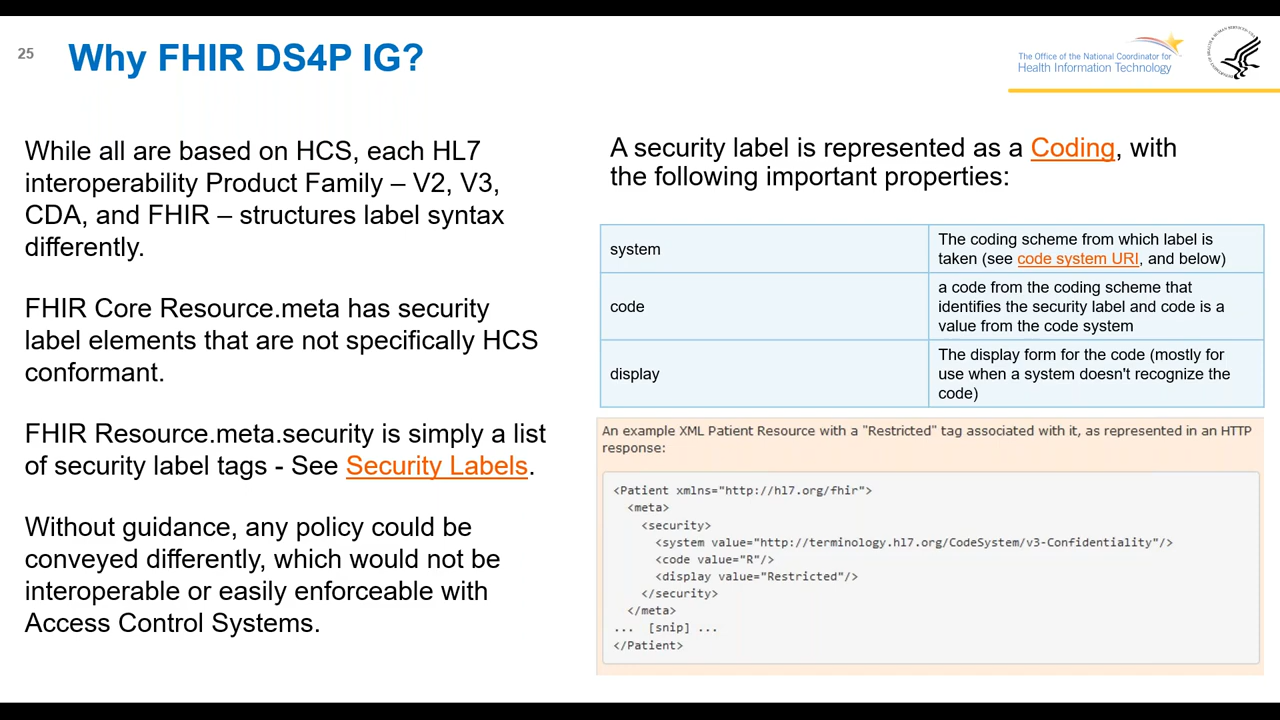 25
Why FHIR DS4P IG?
The Office of the National Coordinator for
Health Information Technology
While all are based on HCS, each HL7
interoperability Product Family – V2, V3,
CDA, and FHIR – structures label syntax
differently.
FHIR Core Resource.meta has security
label elements that are not specifically HCS
conformant.
FHIR Resource.meta.security is simply a list
of security label tags - See Security Labels.
Without guidance, any policy could be
conveyed differently, which would not be
interoperable or easily enforceable with
Access Control Systems.
A security label is represented as a Coding, with
the following important properties:
system
The coding scheme from which label is
taken (see code system URI, and below)
code
a code from the coding scheme that
identifies the security label and code is a
value from the code system
display
The display form for the code (mostly for
use when a system doesn't recognize the
code)
An example XML Patient Resource with a "Restricted" tag associated with it, as represented in an HTTP
response:
<Patient xmlns="http://hl7.org/fhir">
<meta>
<security>
<system value="http://terminology.hl7.org/CodeSystem/v3-Confidentiality"/>
<code value="R"/>
<display value="Restricted"/>
</security>
</meta>
... [snip] ...
</Patient>